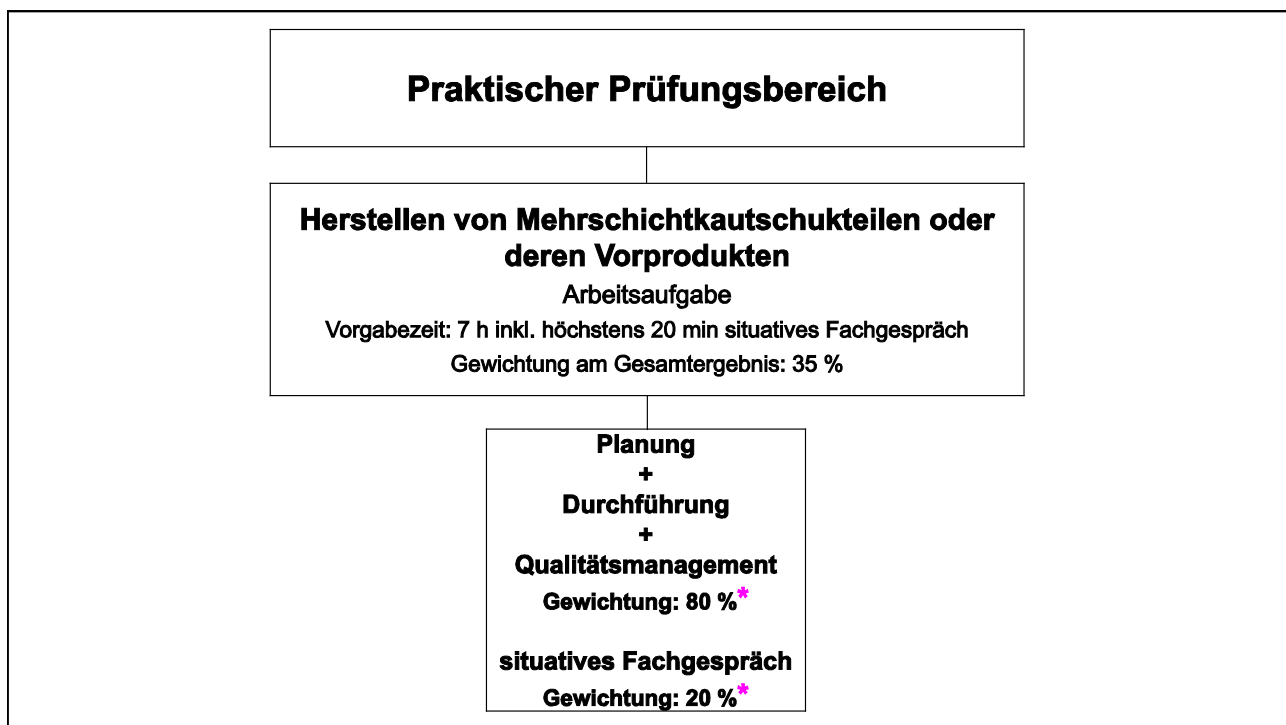 Praktischer Prüfungsbereich
Herstellen von Mehrschichtkautschukteilen oder
deren Vorprodukten
Arbeitsaufgabe
Vorgabezeit: 7 h inkl. höchstens 20 min situatives Fachgespräch
Gewichtung am Gesamtergebnis: 35 %
Planung
+
Durchführung
+
Qualitätsmanagement
Gewichtung: 80 %*
situatives Fachgespräch
Gewichtung: 20 %*